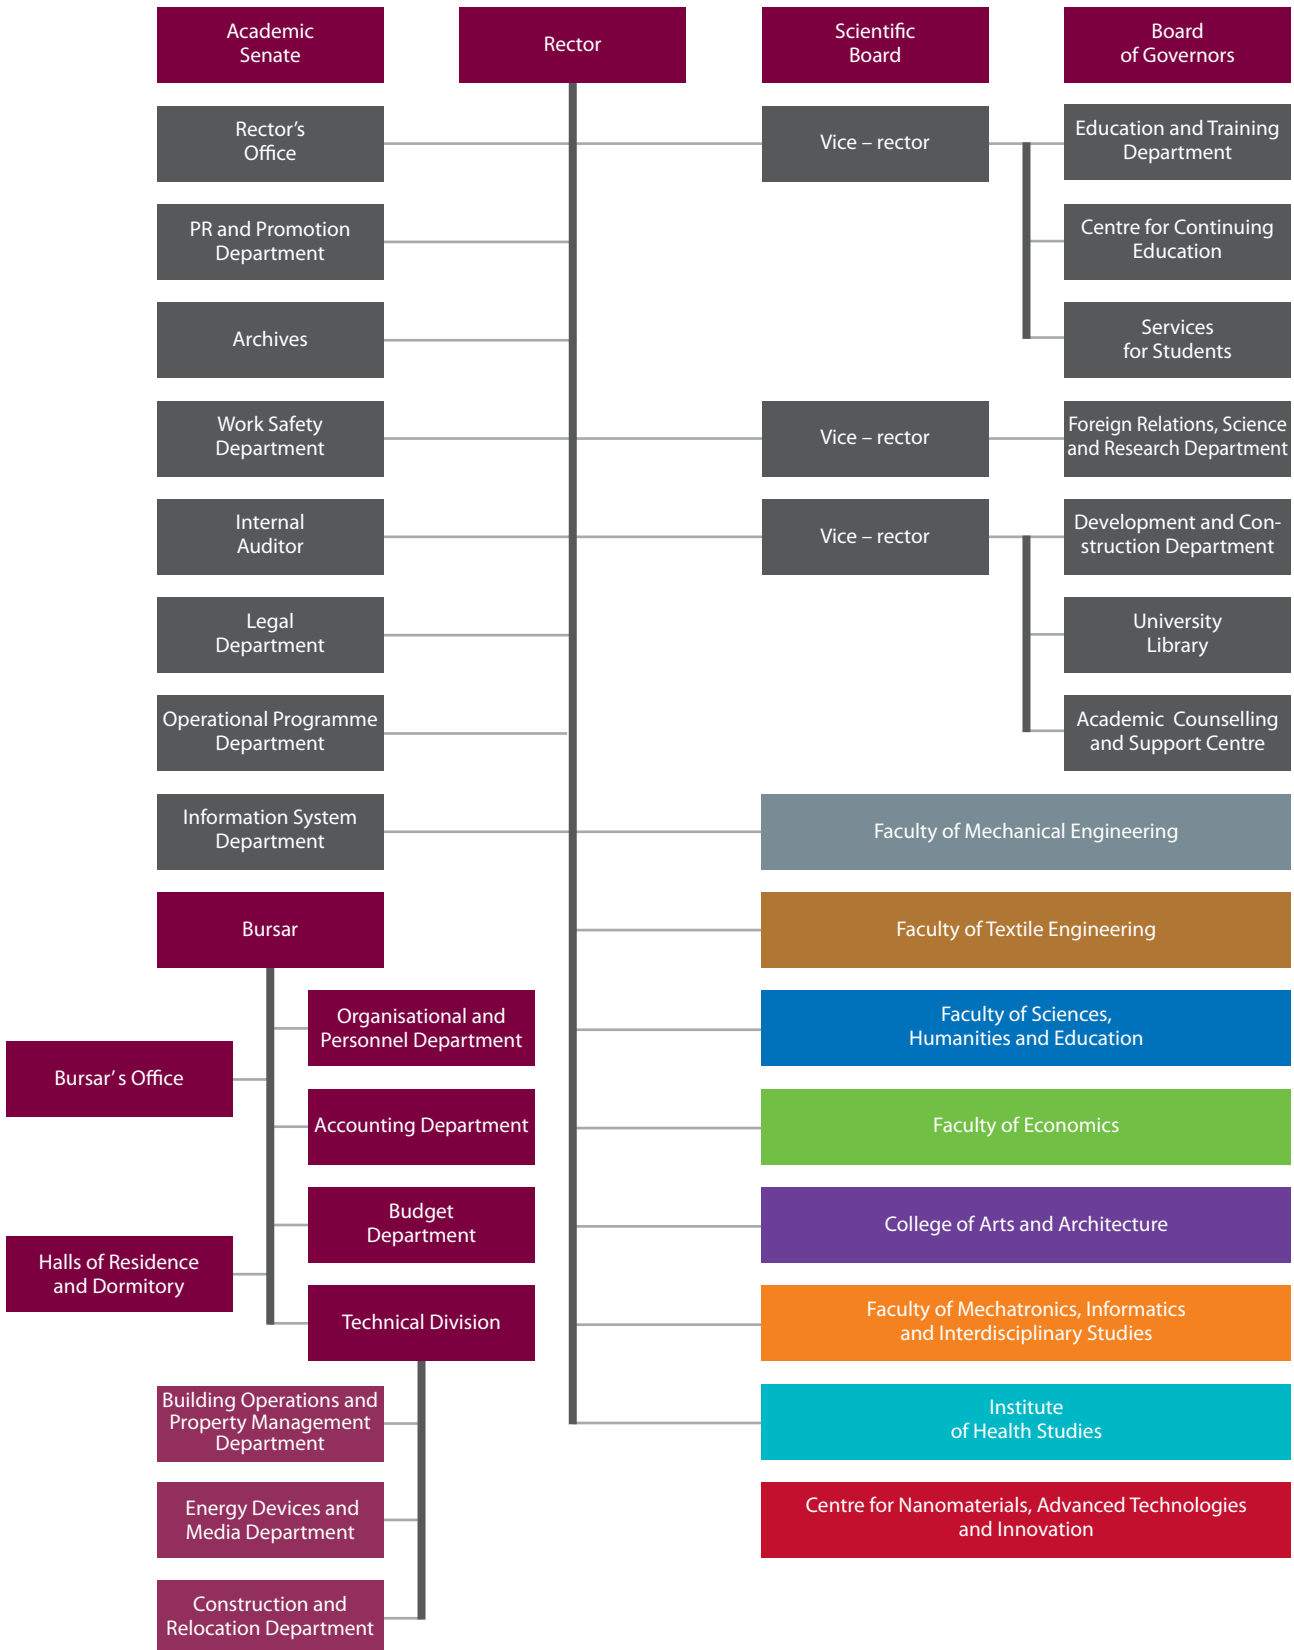 Academic
Senate
Rector
Scientific
Board
Board
of Governors
Rector's
Office
Vice – rector
Education and Training
Department
PR and Promotion
Department
Centre for Continuing
Education
Archives
Services
for Students
Work Safety
Department
Vice – rector
Foreign Relations, Science
and Research Department
Internal
Auditor
Vice – rector
Development and Con-
struction Department
Legal
Department
University
Library
Operational Programme
Department
Academic Counselling
and Support Centre
Information System
Department
Faculty of Mechanical Engineering
Bursar
Faculty of Textile Engineering
Organisational and
Personnel Department
Faculty of Sciences,
Humanities and Education
Bursar's Office
Accounting Department
Faculty of Economics
Budget
Department
College of Arts and Architecture
Halls of Residence
and Dormitory
Technical Division
Faculty of Mechatronics, Informatics
and Interdisciplinary Studies
Building Operations and
Property Management
Department
Institute
of Health Studies
Energy Devices and
Media Department
Centre for Nanomaterials, Advanced Technologies
and Innovation
Construction and
Relocation Department